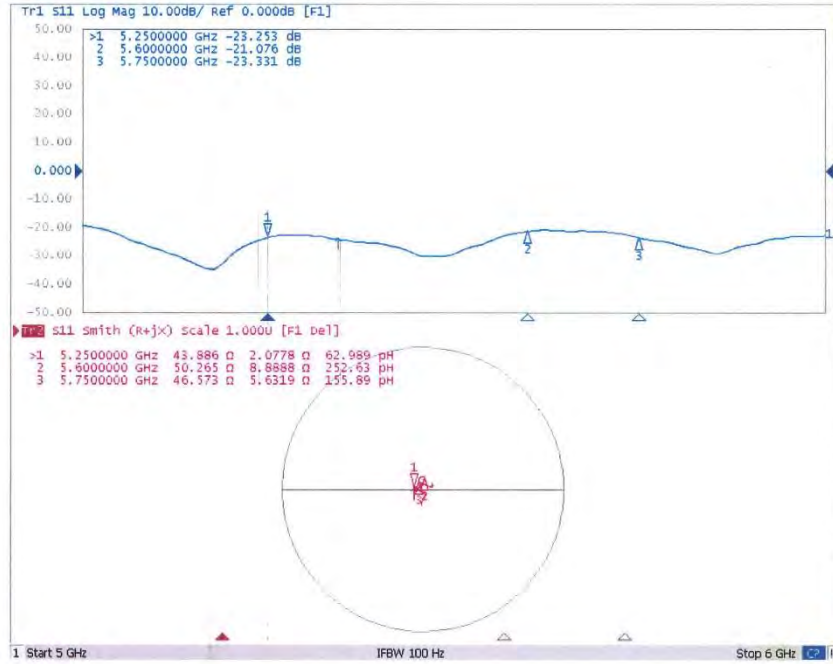 Tr1 S11 Log Mag 10.00dB/ Ref 0.000dB [F1]
50.00
40.00
30.00
20.00
10.00
0.000
-10.00
-20.00
-30.00
-40.00
-50.00
>1 5.2500000 GHz -23.253 dB
2 5.6000000 GHz -21.076 dB
3 5.7500000 GHz -23.331 dB
1
2
3
1
Tr2 S11 Smith (R+jX) Scale 1.000U [F1 Del]
>1 5.2500000 GHz 43.886 Ω 2.0778 Ω 62.989 pH
2 5.6000000 GHz 50.265 Ω 8.8888 Ω 252.63 pH
3 5.7500000 GHz 46.573 Ω 5.6319 Ω 155.89 pH
1
1 Start 5 GHz IFBW 100 Hz Stop 6 GHz C?